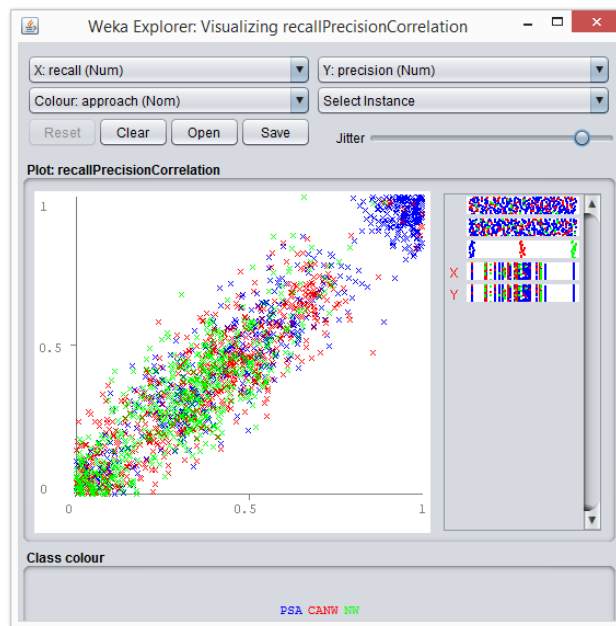 Weka Explorer: Visualizing recallPrecisionCorrelation
X: recall (Num) Y: precision (Num)
Colour: approach (Nom) Select Instance
Reset Clear Open Save Jitter
Plot: recallPrecisionCorrelation
1
0.5
0
0 0.5 1
X
Y
Class colour
PSA CANW NW